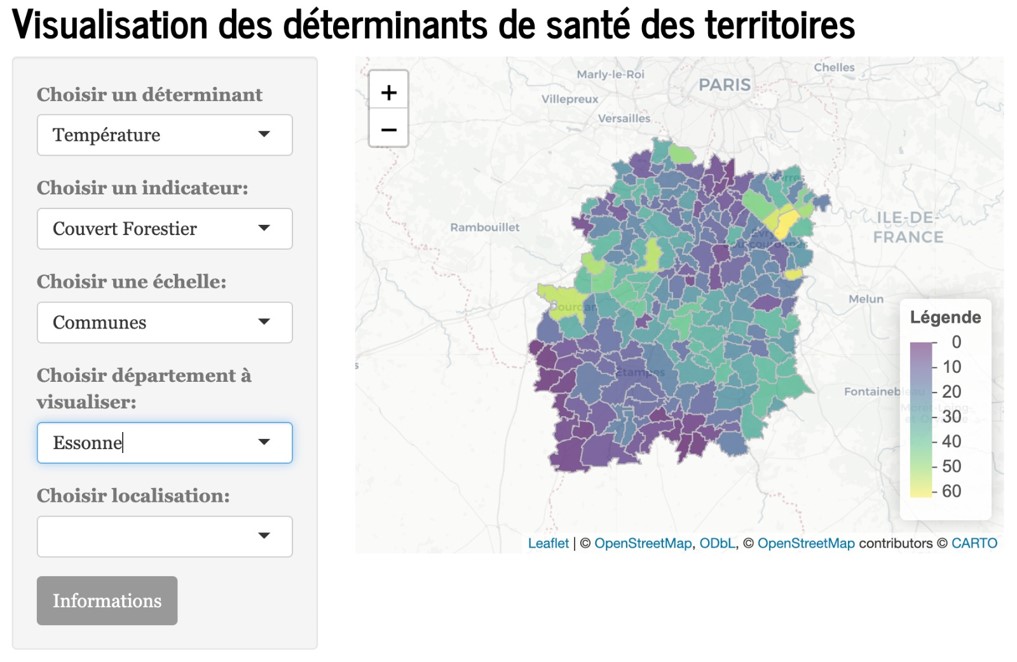 Visualisation des déterminants de santé des territoires
Choisir un déterminant
Température
Choisir un indicateur:
Couvert Forestier
Choisir une échelle:
Communes
Choisir département à
visualiser:
Essonne
Choisir localisation:
Informations
+
−
Marly-le-Roi
PARIS
Chelles
Villepreux
Versailles
Rambouillet
ILE-DE-
FRANCE
Melun
Étampes
Légende
0
10
20
30
40
50
60
Leaflet | © OpenStreetMap, ODbL, © OpenStreetMap contributors © CARTO